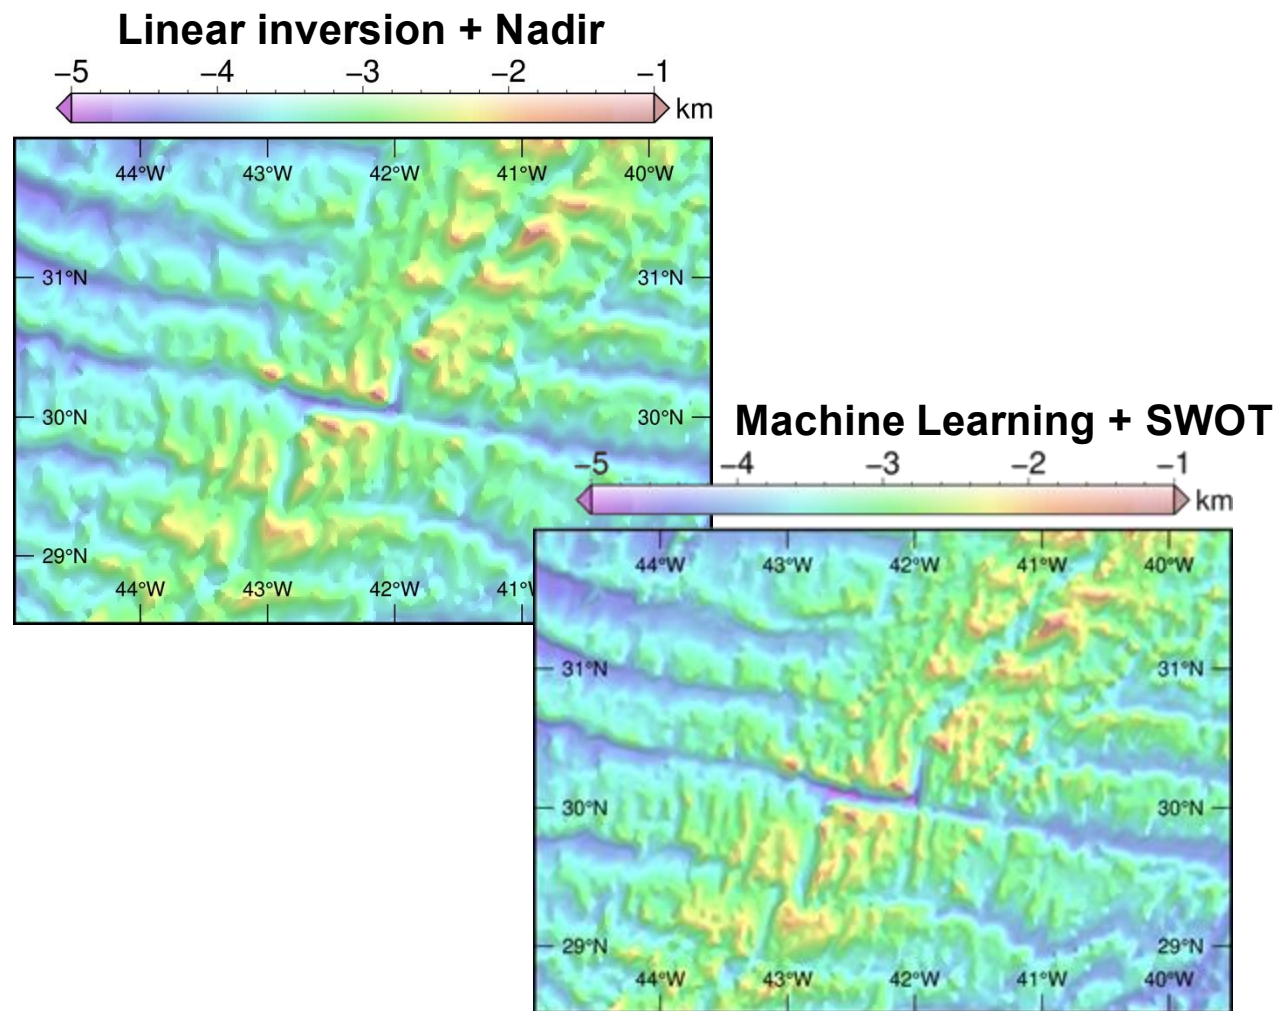 Linear inversion + Nadir
−5 −4 −3 −2 −1
km
44°W 43°W 42°W 41°W 40°W
31°N 31°N
30°N 30°N
29°N
44°W 43°W 42°W 41°W
Machine Learning + SWOT
−5 −4 −3 −2 −1
km
44°W 43°W 42°W 41°W 40°W
31°N 31°N
30°N 30°N
29°N 29°N
44°W 43°W 42°W 41°W 40°W